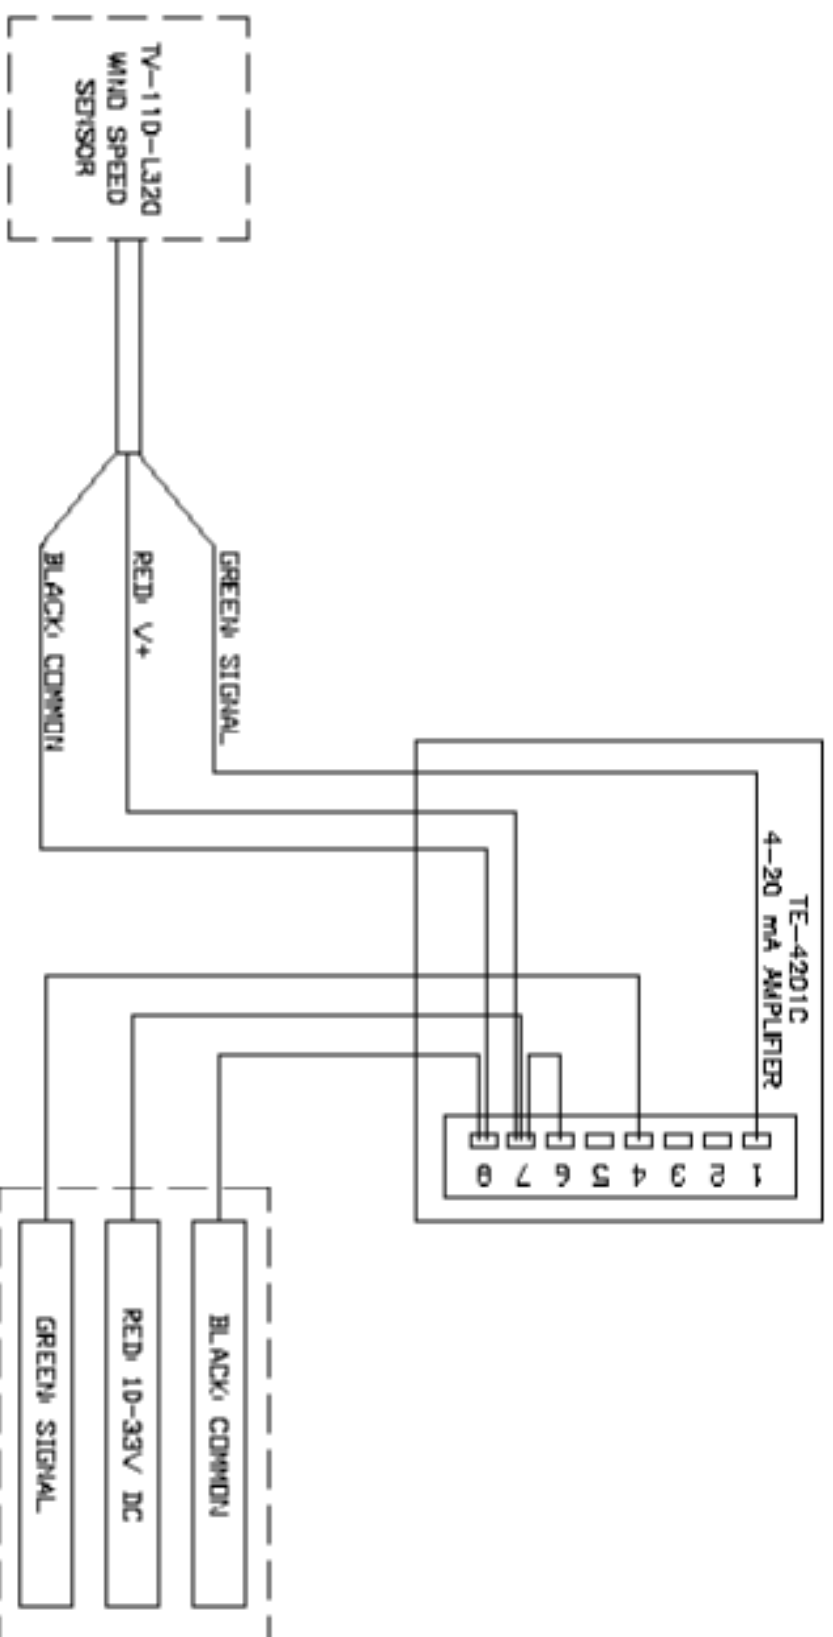 TV-110-L320
WIND SPEED
SENSOR
GREEN: SIGNAL
RED: V+
BLACK: COMMON
TE-4201C
4-20 mA AMPLIFIER
1
2
3
4
5
6
7
8
BLACK: COMMON
RED: 10-33V DC
GREEN: SIGNAL